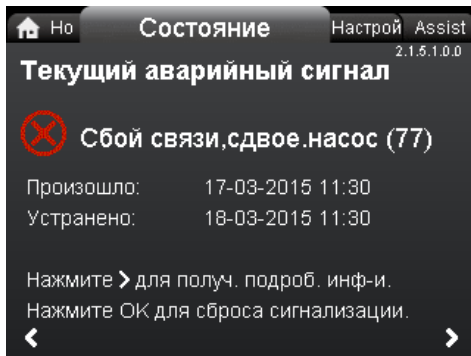 Но Состояние Настрой Assist
2.1.5.1.0.0
Текущий аварийный сигнал
Сбой связи,сдвое.насос (77)
Произошло: 17-03-2015 11:30
Устранено: 18-03-2015 11:30
Нажмите > для получ. подроб. инф-и.
Нажмите OK для сброса сигнализации.